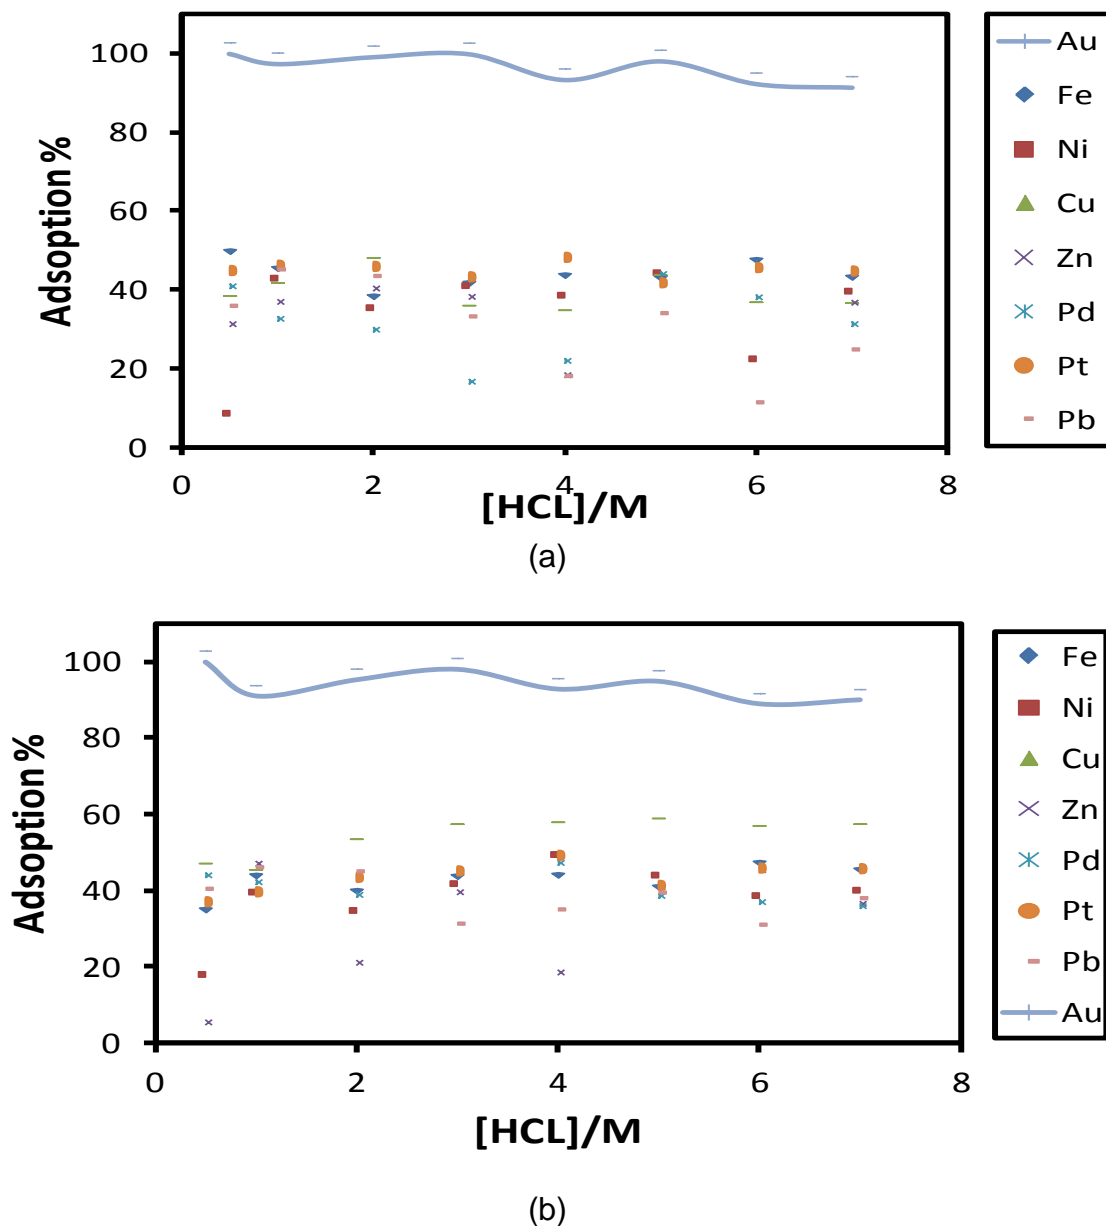 Adsoption %
100
80
60
40
20
0
0 2 4 6 8
[HCL]/M
Au
Fe
Ni
Cu
Zn
Pd
Pt
Pb
(a)
Adsoption %
100
80
60
40
20
0
0 2 4 6 8
[HCL]/M
Fe
Ni
Cu
Zn
Pd
Pt
Pb
Au
(b)